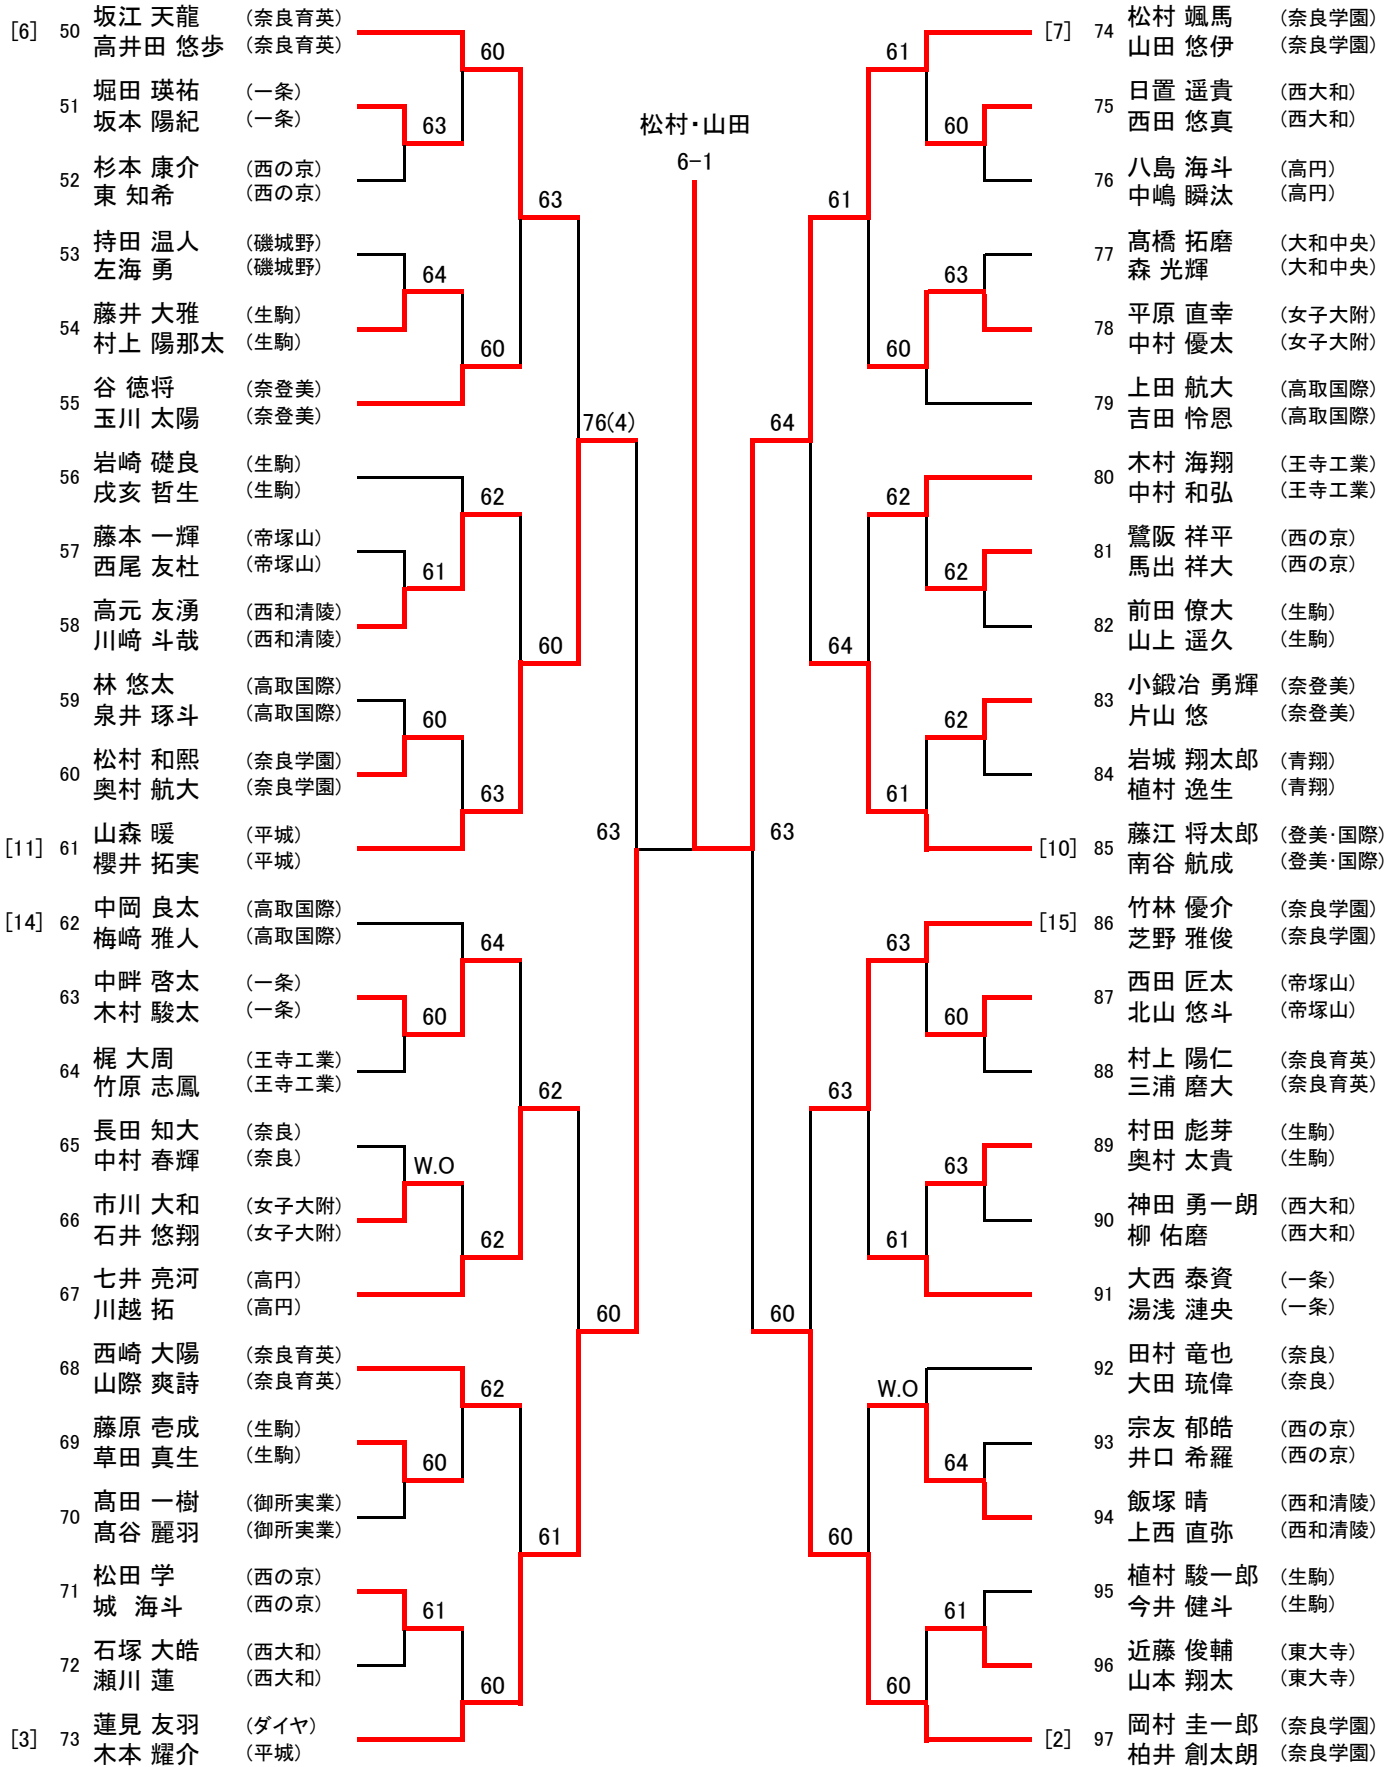 [6] 50 坂江 天龍 (奈良育英)
高井田 悠歩 (奈良育英)
51 堀田 瑛祐 (一条)
坂本 陽紀 (一条)
52 杉本 康介 (西の京)
東 知希 (西の京)
53 持田 温人 (磯城野)
左海 勇 (磯城野)
54 藤井 大雅 (生駒)
村上 陽那太 (生駒)
55 谷 徳将 (奈登美)
玉川 太陽 (奈登美)
56 岩崎 礎良 (生駒)
戌亥 哲生 (生駒)
57 藤本 一輝 (帝塚山)
西尾 友杜 (帝塚山)
58 高元 友湧 (西和清陵)
川﨑 斗哉 (西和清陵)
59 林 悠太 (高取国際)
泉井 琢斗 (高取国際)
60 松村 和熙 (奈良学園)
奥村 航大 (奈良学園)
[11] 61 山森 暖 (平城)
櫻井 拓実 (平城)
[14] 62 中岡 良太 (高取国際)
梅﨑 雅人 (高取国際)
63 中畔 啓太 (一条)
木村 駿太 (一条)
64 梶 大周 (王寺工業)
竹原 志鳳 (王寺工業)
65 長田 知大 (奈良)
中村 春輝 (奈良)
66 市川 大和 (女子大附)
石井 悠翔 (女子大附)
67 七井 亮河 (高円)
川越 拓 (高円)
68 西崎 大陽 (奈良育英)
山際 爽詩 (奈良育英)
69 藤原 壱成 (生駒)
草田 真生 (生駒)
70 髙田 一樹 (御所実業)
髙谷 麗羽 (御所実業)
71 松田 学 (西の京)
城 海斗 (西の京)
72 石塚 大皓 (西大和)
瀬川 蓮 (西大和)
[3] 73 蓮見 友羽 (ダイヤ)
木本 耀介 (平城)
60
63
63
64
60
76(4)
62
61
60
60
63
63
64
60
62
W.O
62
60
62
60
61
61
60
松村・山田
6-1
61
60
61
63
60
64
62
62
64
62
61
63
63
60
63
63
61
60
W.O
64
60
61
60
[7] 74 松村 颯馬 (奈良学園)
山田 悠伊 (奈良学園)
75 日置 遥貴 (西大和)
西田 悠真 (西大和)
76 八島 海斗 (高円)
中嶋 瞬汰 (高円)
77 髙橋 拓磨 (大和中央)
森 光輝 (大和中央)
78 平原 直幸 (女子大附)
中村 優太 (女子大附)
79 上田 航大 (高取国際)
吉田 怜恩 (高取国際)
80 木村 海翔 (王寺工業)
中村 和弘 (王寺工業)
81 鷺阪 祥平 (西の京)
馬出 祥大 (西の京)
82 前田 僚大 (生駒)
山上 遥久 (生駒)
83 小鍛冶 勇輝 (奈登美)
片山 悠 (奈登美)
84 岩城 翔太郎 (青翔)
植村 逸生 (青翔)
[10] 85 藤江 将太郎 (登美・国際)
南谷 航成 (登美・国際)
[15] 86 竹林 優介 (奈良学園)
芝野 雅俊 (奈良学園)
87 西田 匠太 (帝塚山)
北山 悠斗 (帝塚山)
88 村上 陽仁 (奈良育英)
三浦 磨大 (奈良育英)
89 村田 彪芽 (生駒)
奥村 太貴 (生駒)
90 神田 勇一朗 (西大和)
柳 佑磨 (西大和)
91 大西 泰資 (一条)
湯浅 漣央 (一条)
92 田村 竜也 (奈良)
大田 琉偉 (奈良)
93 宗友 郁皓 (西の京)
井口 希羅 (西の京)
94 飯塚 晴 (西和清陵)
上西 直弥 (西和清陵)
95 植村 駿一郎 (生駒)
今井 健斗 (生駒)
96 近藤 俊輔 (東大寺)
山本 翔太 (東大寺)
[2] 97 岡村 圭一郎 (奈良学園)
柏井 創太朗 (奈良学園)